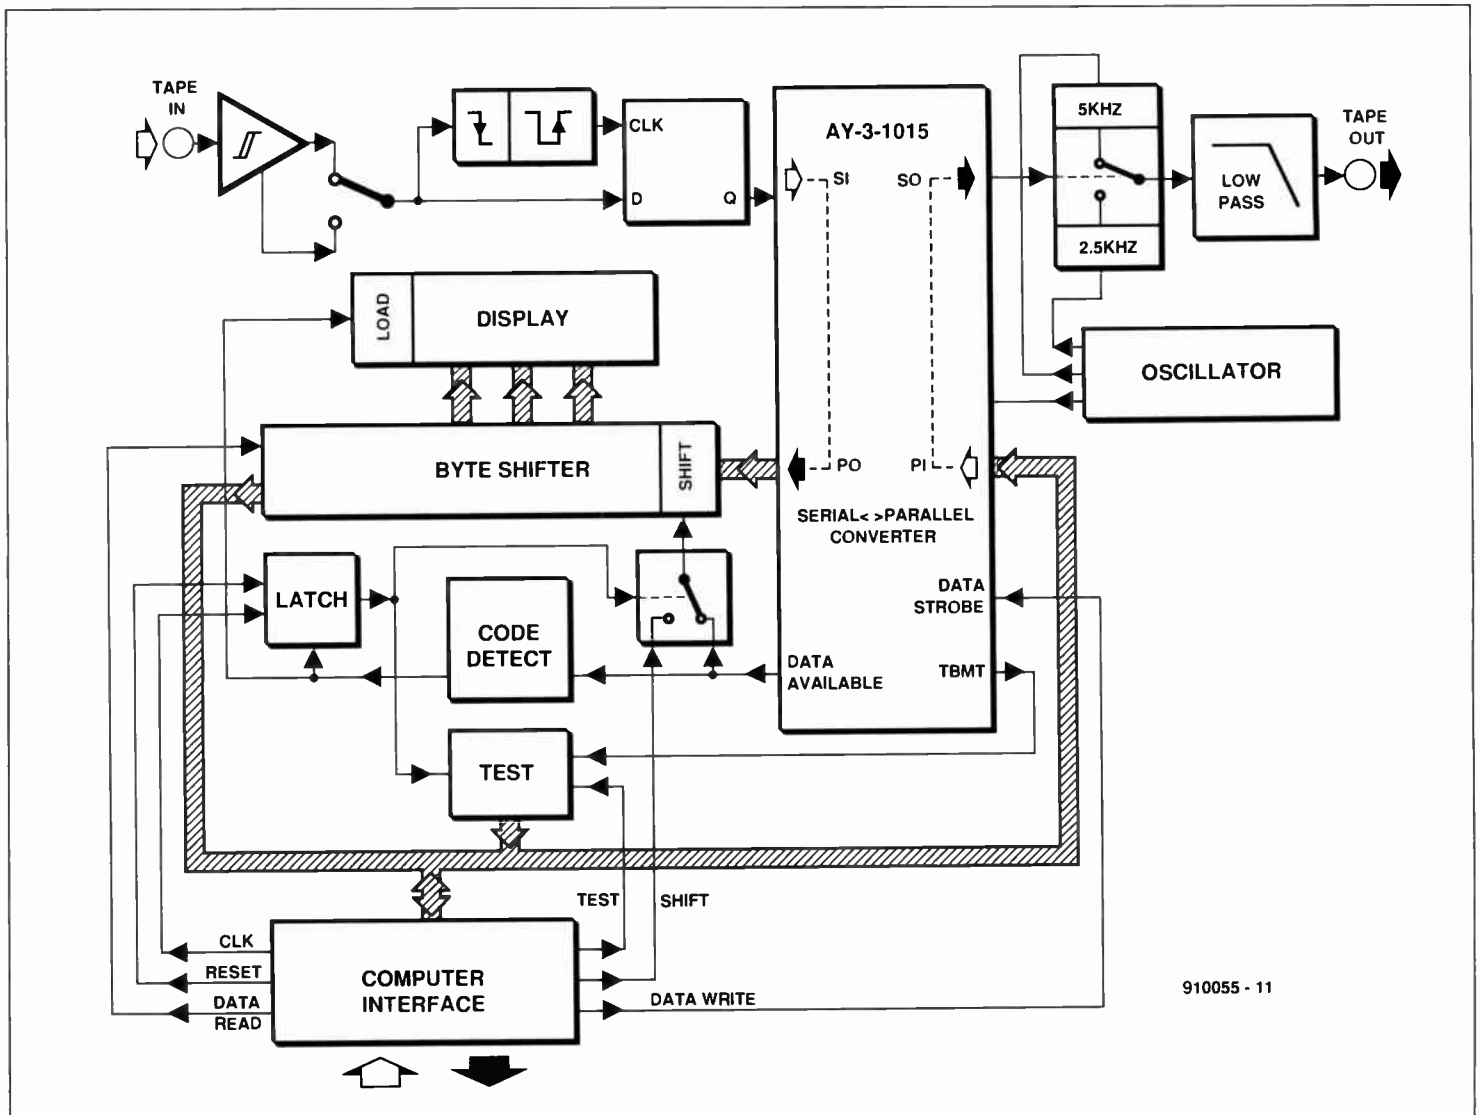 TAPE
IN
CLK
D
Q
AY-3-1015
SI
SO
5KHZ
2.5KHZ
LOW
PASS
TAPE
OUT
LOAD
DISPLAY
OSCILLATOR
BYTE SHIFTER
SHIFT
PO
PI
SERIAL< >PARALLEL
CONVERTER
LATCH
CODE
DETECT
DATA
STROBE
DATA
AVAILABLE
TBMT
TEST
TEST
SHIFT
CLK
RESET
DATA
READ
COMPUTER
INTERFACE
DATA WRITE
910055 - 11